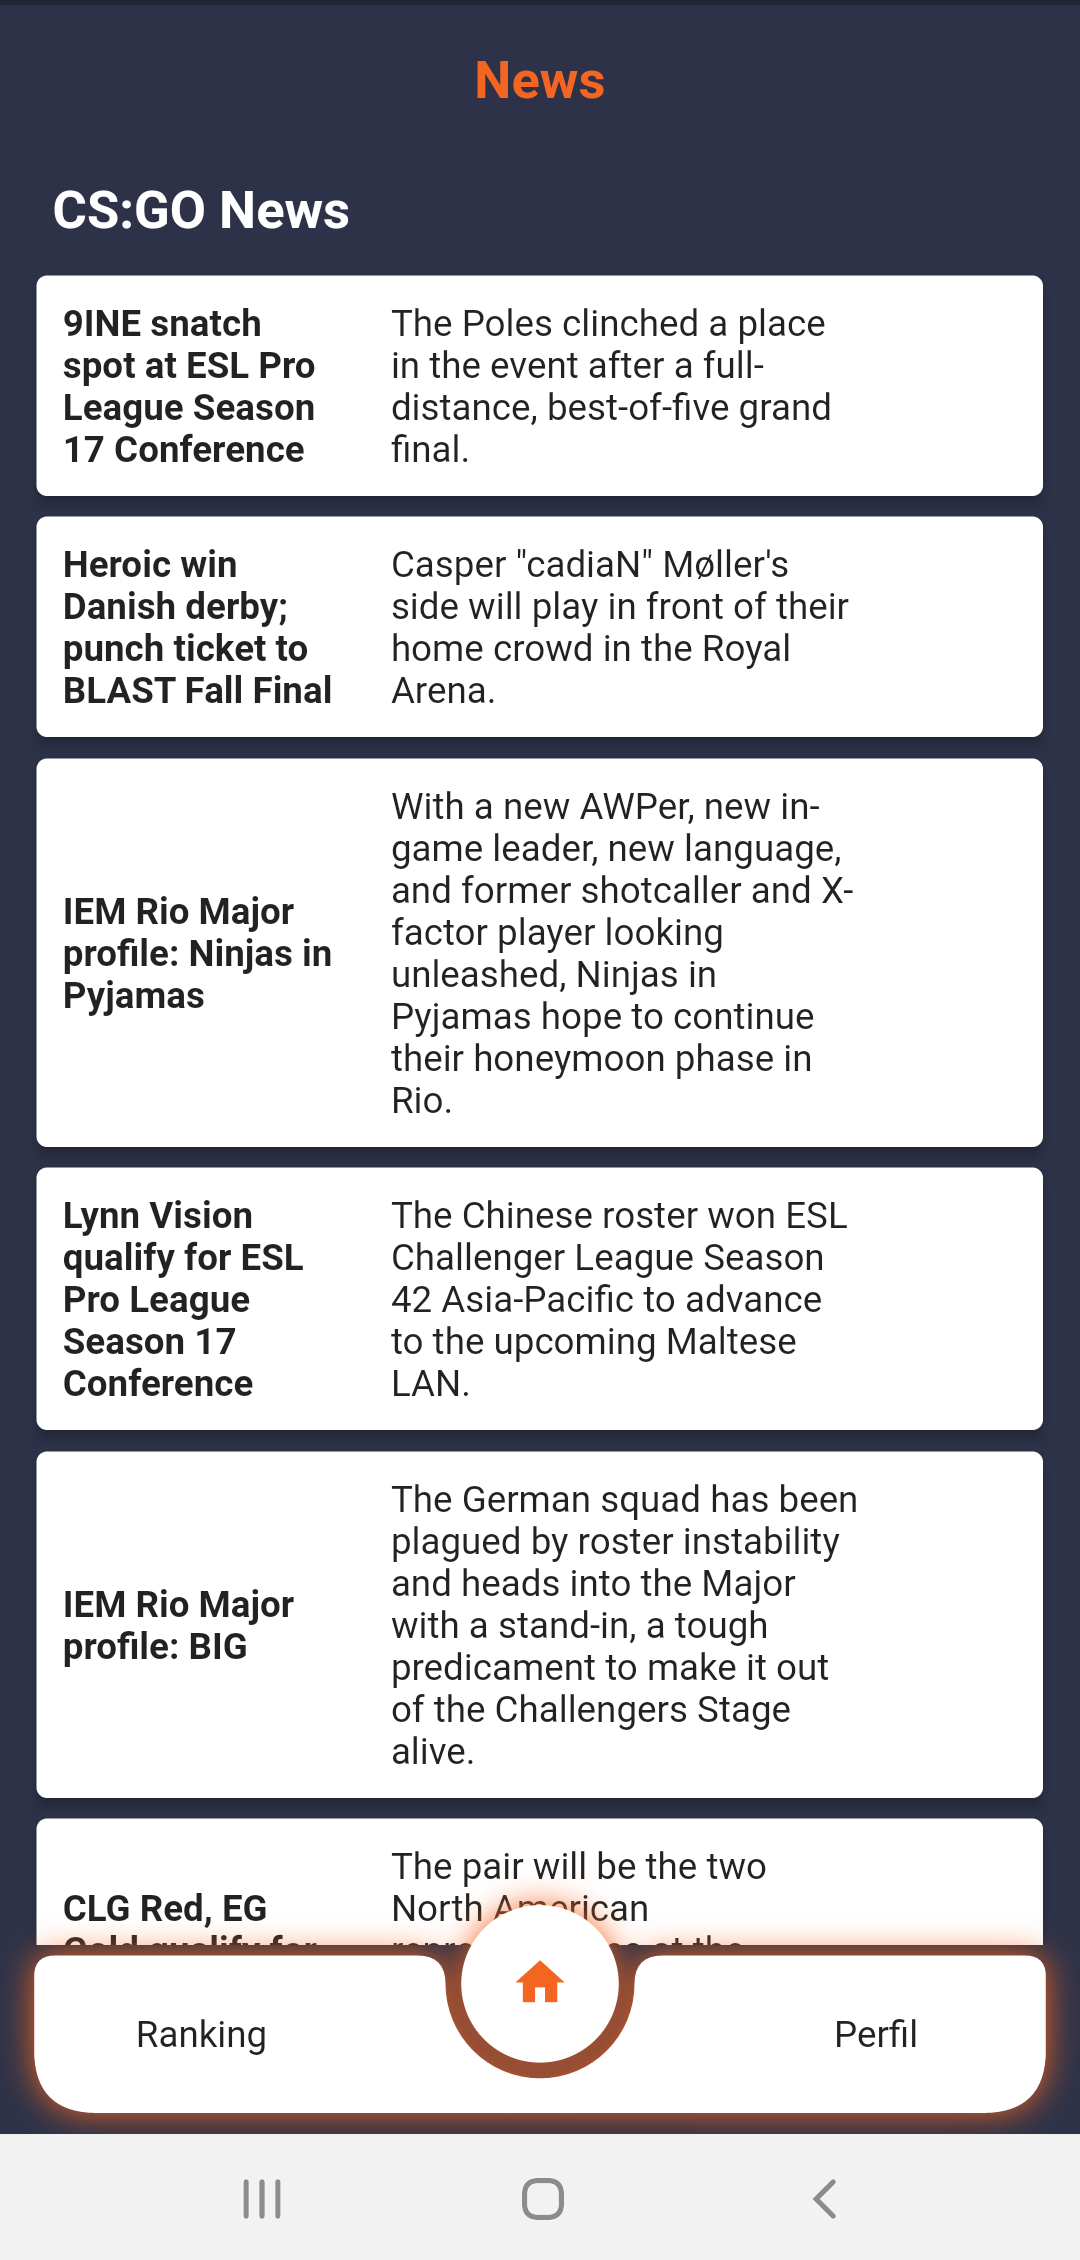 News
CS:GO News
9INE snatch
spot at ESL Pro
League Season
17 Conference
The Poles clinched a place
in the event after a full-
distance, best-of-five grand
final.
Heroic win
Danish derby;
punch ticket to
BLAST Fall Final
Casper "cadiaN" Møller's
side will play in front of their
home crowd in the Royal
Arena.
IEM Rio Major
profile: Ninjas in
Pyjamas
With a new AWPer, new in-
game leader, new language,
and former shotcaller and X-
factor player looking
unleashed, Ninjas in
Pyjamas hope to continue
their honeymoon phase in
Rio.
Lynn Vision
qualify for ESL
Pro League
Season 17
Conference
The Chinese roster won ESL
Challenger League Season
42 Asia-Pacific to advance
to the upcoming Maltese
LAN.
IEM Rio Major
profile: BIG
The German squad has been
plagued by roster instability
and heads into the Major
with a stand-in, a tough
predicament to make it out
of the Challengers Stage
alive.
CLG Red, EG
Gold qualify for
The pair will be the two
North American
at the
Ranking
Perfil